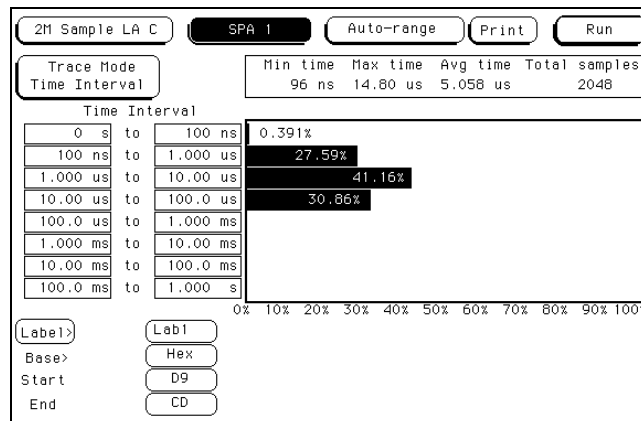 2M Sample LA C SPA 1 Auto-range Print Run
Trace Mode
Time Interval
Min time Max time Avg time Total samples
96 ns 14.80 us 5.058 us 2048
Time Interval
0 s to 100 ns 0.391%
100 ns to 1.000 us 27.59%
1.000 us to 10.00 us 41.16%
10.00 us to 100.0 us 30.86%
100.0 us to 1.000 ms
1.000 ms to 10.00 ms
10.00 ms to 100.0 ms
100.0 ms to 1.000 s
0% 10% 20% 30% 40% 50% 60% 70% 80% 90% 100
Label> Lab1
Base> Hex
Start D9
End CD